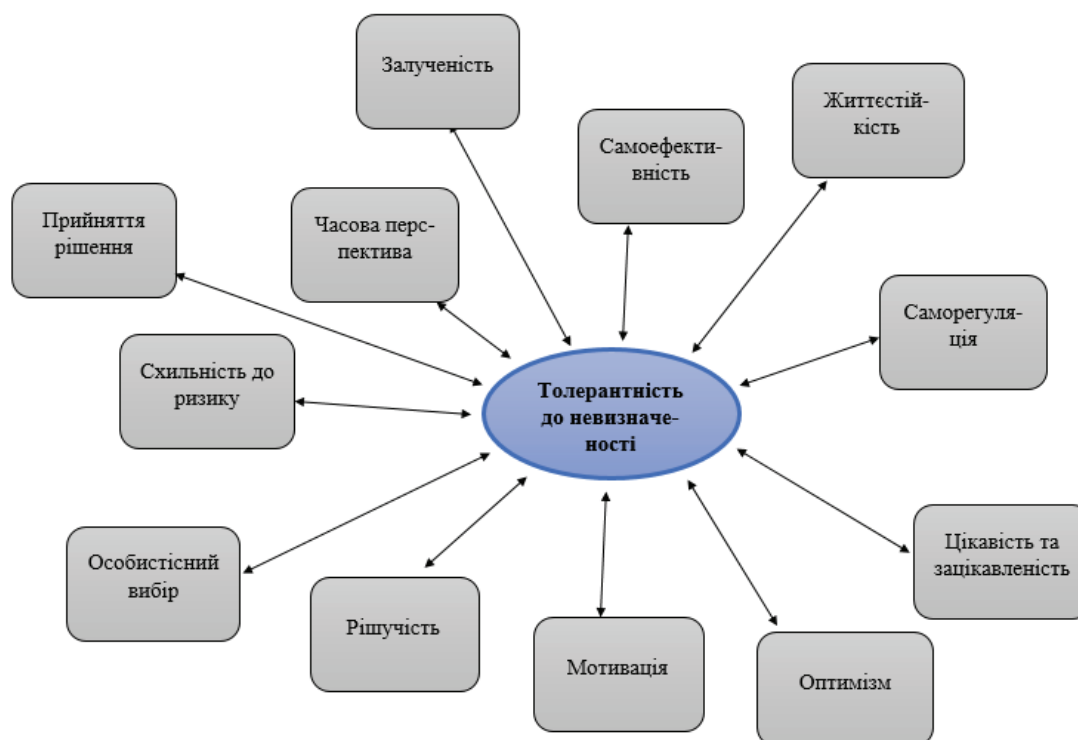 Залученість
Життєстій-
кість
Самоефекти-
вність
Прийняття
рішення
Часова перс-
пектива
Саморегуля-
ція
Схильність до
ризику
Толерантність
до невизначе-
ності
Особистісний
вибір
Цікавість та
зацікавленість
Рішучість
Мотивація
Оптимізм